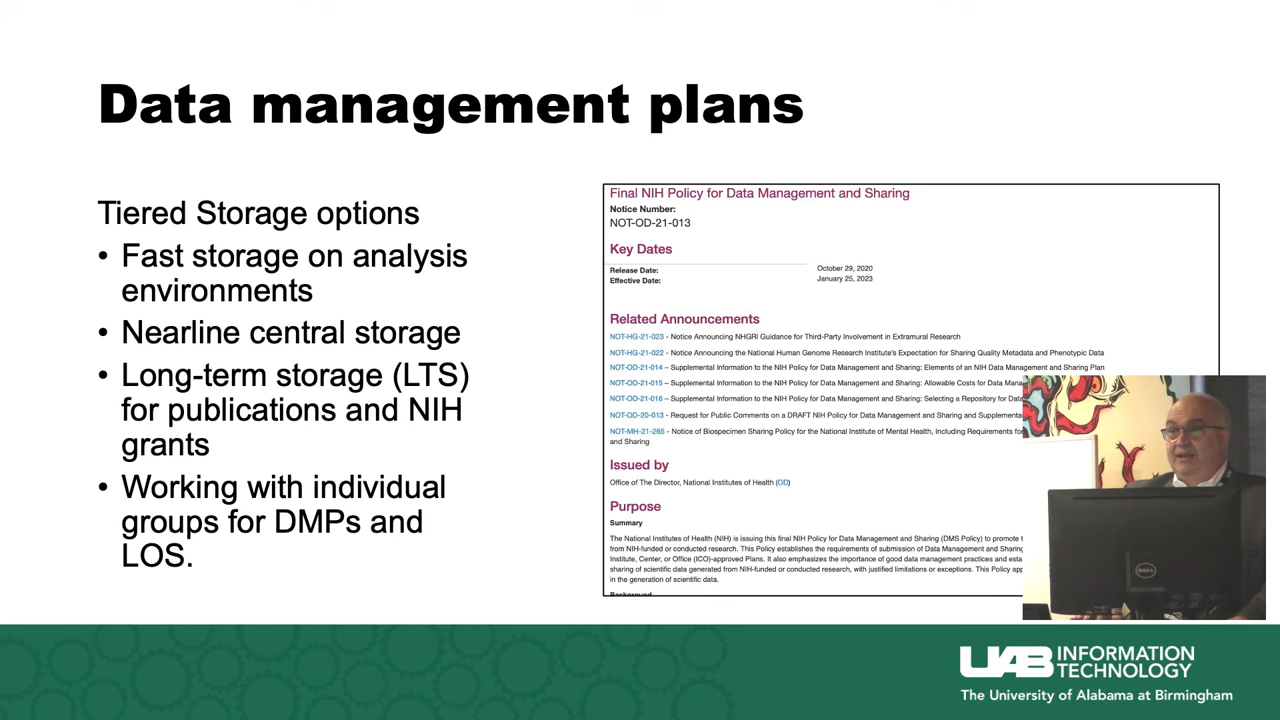 Data management plans
Tiered Storage options
• Fast storage on analysis
environments
• Nearline central storage
• Long-term storage (LTS)
for publications and NIH
grants
• Working with individual
groups for DMPs and
LOS.
Final NIH Policy for Data Management and Sharing
Notice Number:
NOT-OD-21-013
Key Dates
Release Date: October 29, 2020
Effective Date: January 25, 2023
Related Announcements
NOT-HG-21-023 - Notice Announcing NHGRI Guidance for Third-Party Involvement in Extramural Research
NOT-HG-21-022 - Notice Announcing the National Human Genome Research Institute's Expectation for Sharing Quality Metadata and Phenotypic Data
NOT-OD-21-014 – Supplemental Information to the NIH Policy for Data Management and Sharing: Elements of an NIH Data Management and Sharing Plan
NOT-OD-21-015 – Supplemental Information to the NIH Policy for Data Management and Sharing: Allowable Costs for Data
NOT-OD-21-016 – Supplemental Information to the NIH Policy for Data Management and Sharing: Selecting a Repository for
NOT-OD-20-013 - Request for Public Comments on a DRAFT NIH Policy for Data Management and Sharing and
NOT-MH-21-265 - Notice of Biospecimen Sharing Policy for the National Institute of Mental Health, Including Requirements
and Sharing
Issued by
Office of The Director, National Institutes of Health (OD)
Purpose
Summary
The National Institutes of Health (NIH) is issuing this final NIH Policy for Data Management and Sharing (DMS Policy) to promote
from NIH-funded or conducted research. This Policy establishes the requirements of submission of Data Management and Sharing
Institute, Center, or Office (ICO)-approved Plans. It also emphasizes the importance of good data management practices and
sharing of scientific data generated from NIH-funded or conducted research, with justified limitations or exceptions. This Policy
in the generation of scientific data.
Background
DELL
UAB INFORMATION
TECHNOLOGY
The University of Alabama at Birmingham